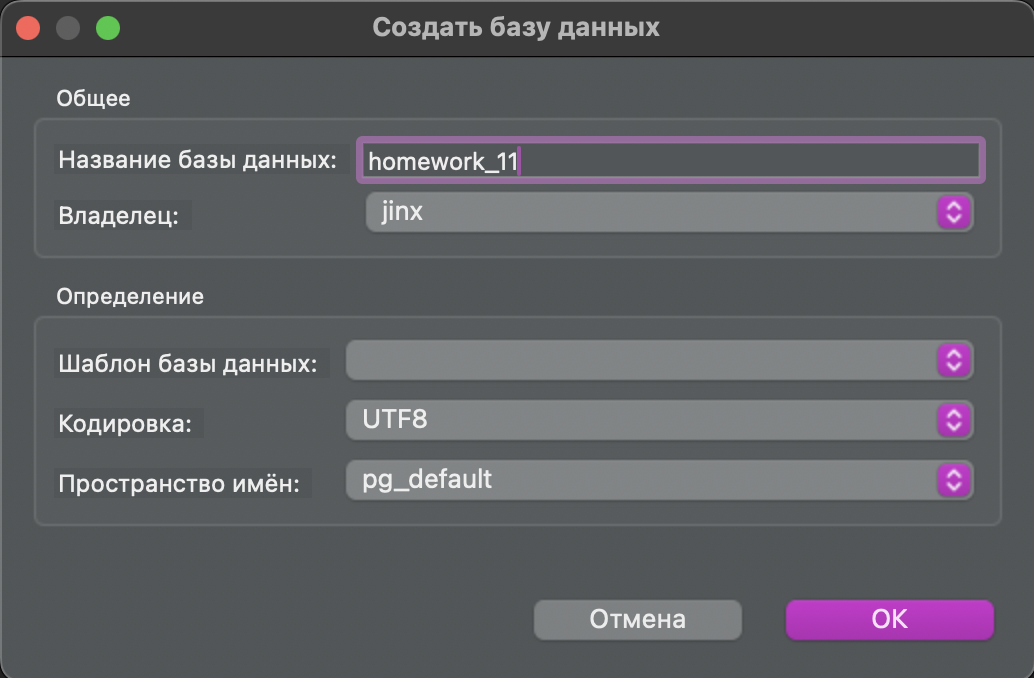 Создать базу данных
Общее
Название базы данных: homework_11
Владелец: jinx
Определение
Шаблон базы данных:
Кодировка: UTF8
Пространство имён: pg_default
Отмена OK